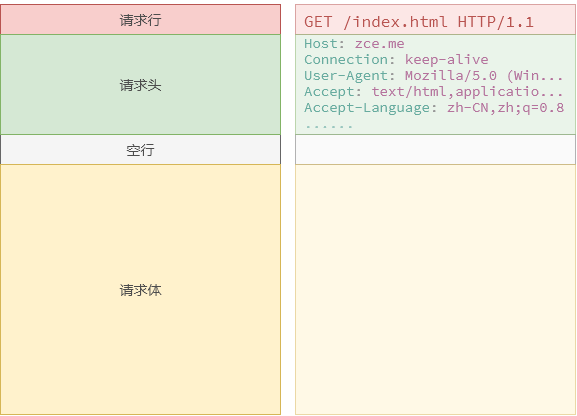 请求行
GET /index.html HTTP/1.1
请求头
Host: zce.me
Connection: keep-alive
User-Agent: Mozilla/5.0 (Win...
Accept: text/html,applicatio...
Accept-Language: zh-CN,zh;q=0.8
......
空行
请求体